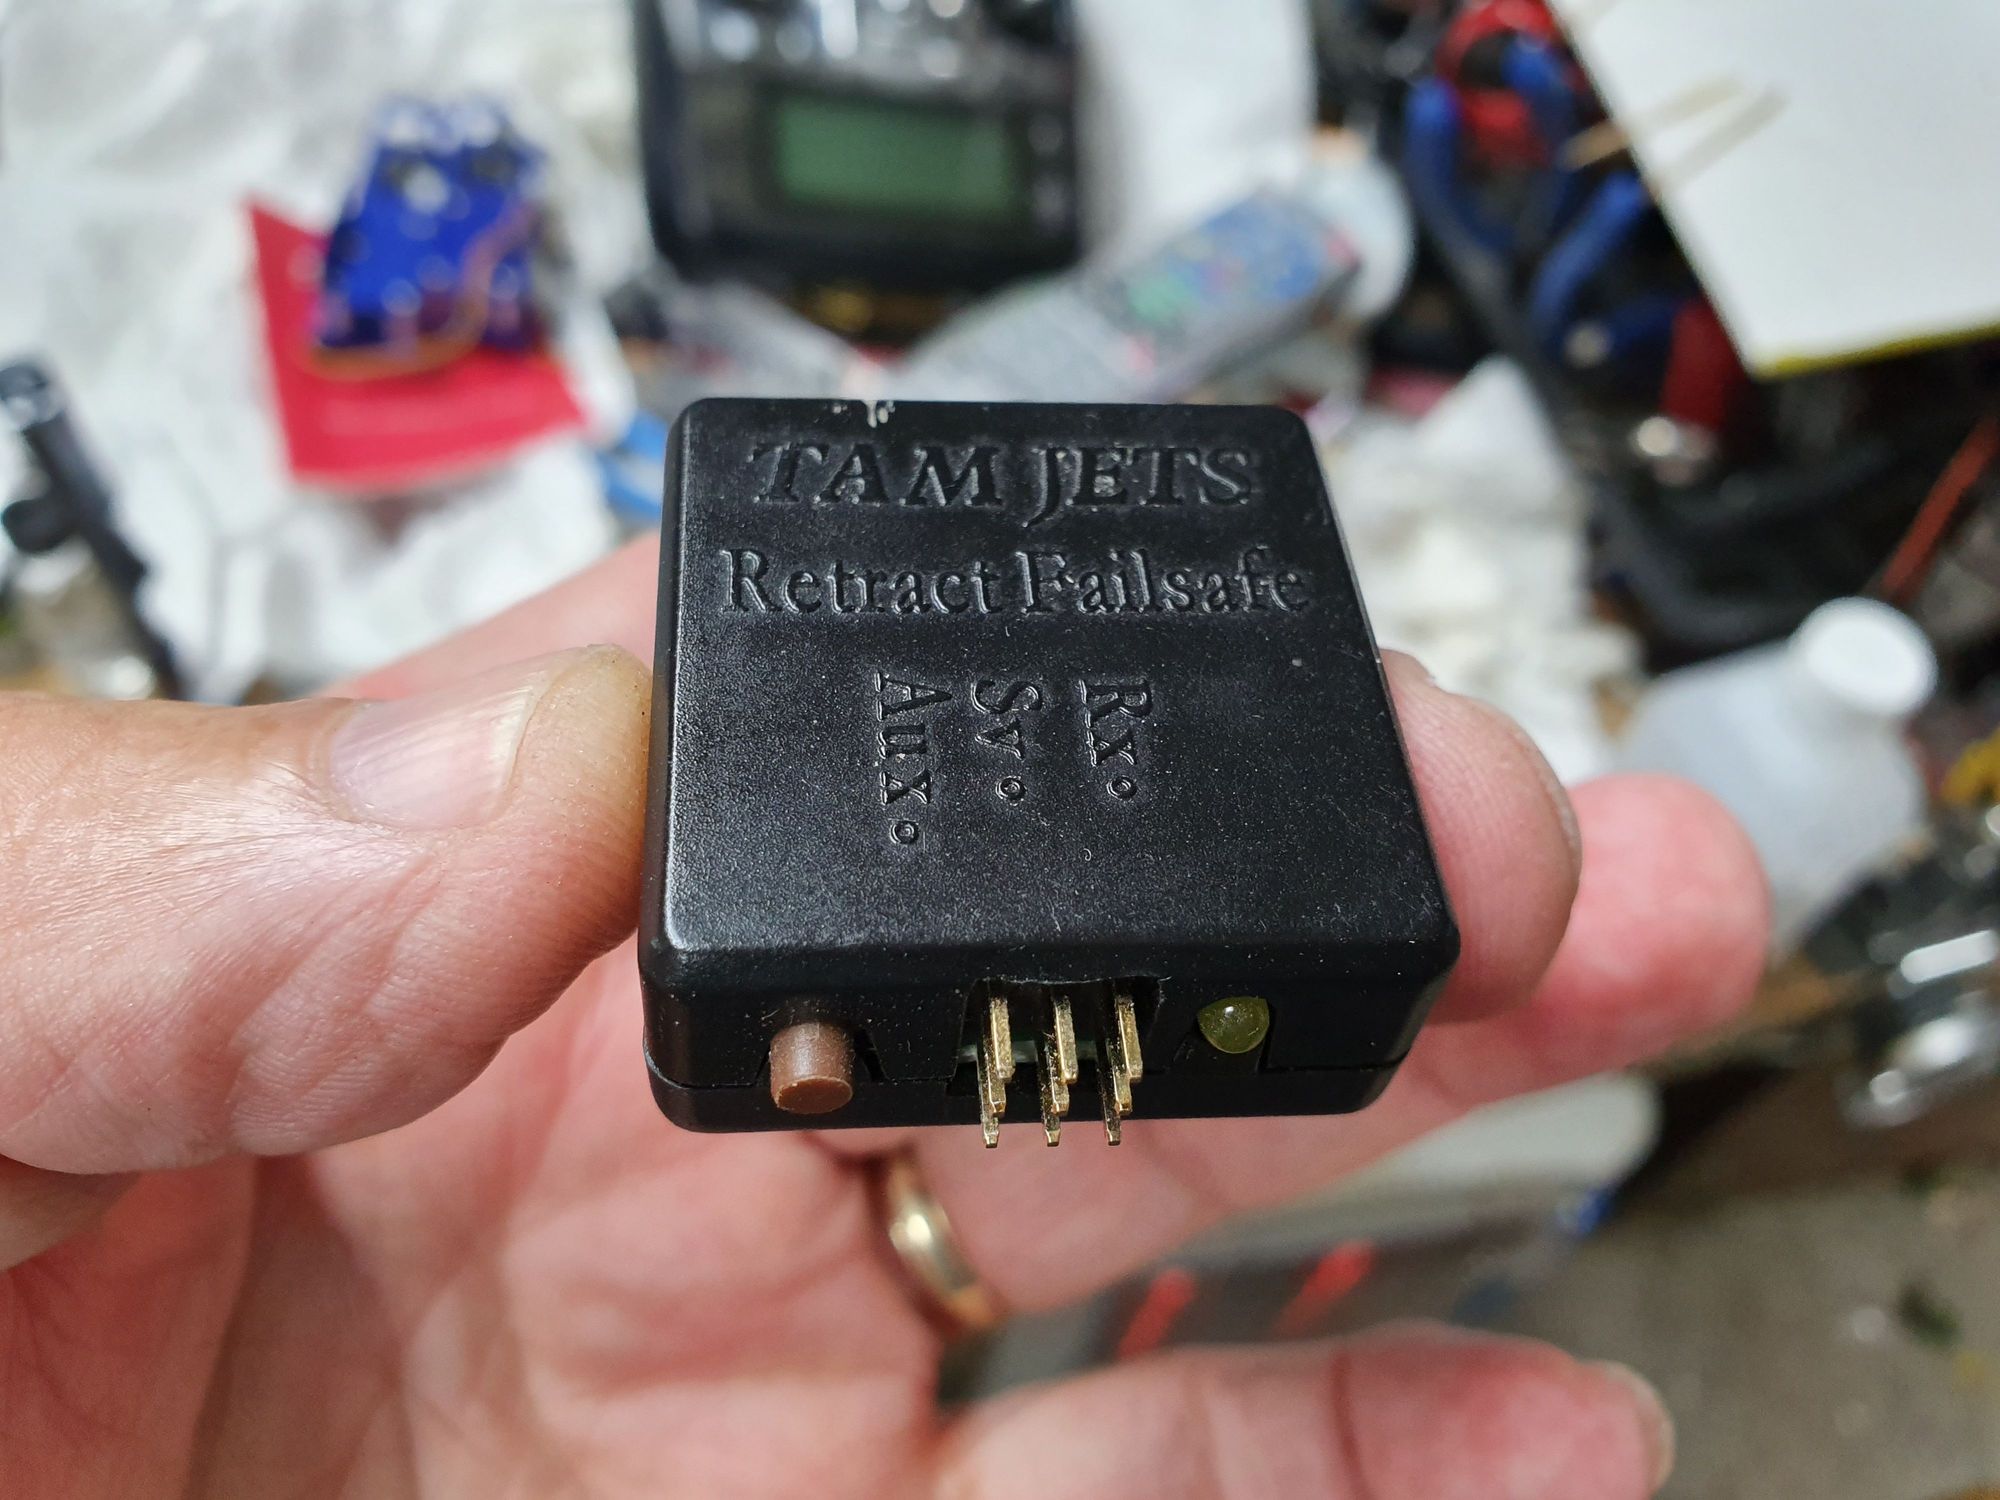 TAM JETS
Retract Failsafe
Aux.
Sv.
Rx.